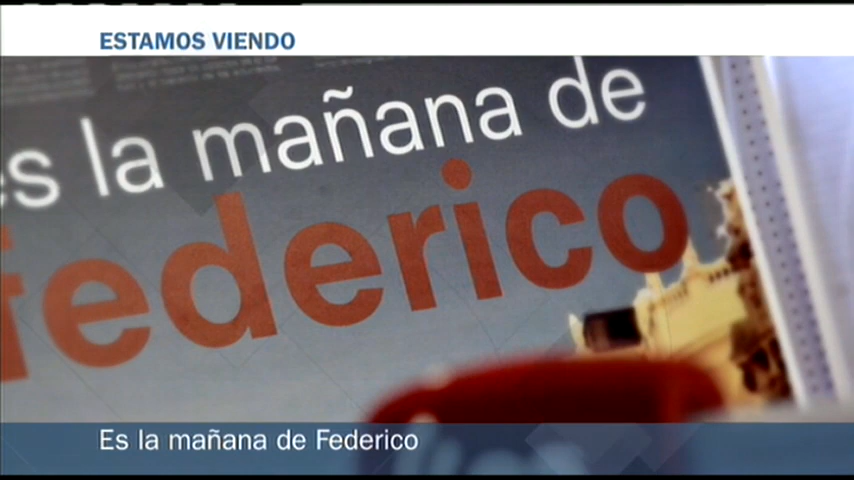 ESTAMOS VIENDO
es la mañana de
federico
Es la mañana de Federico